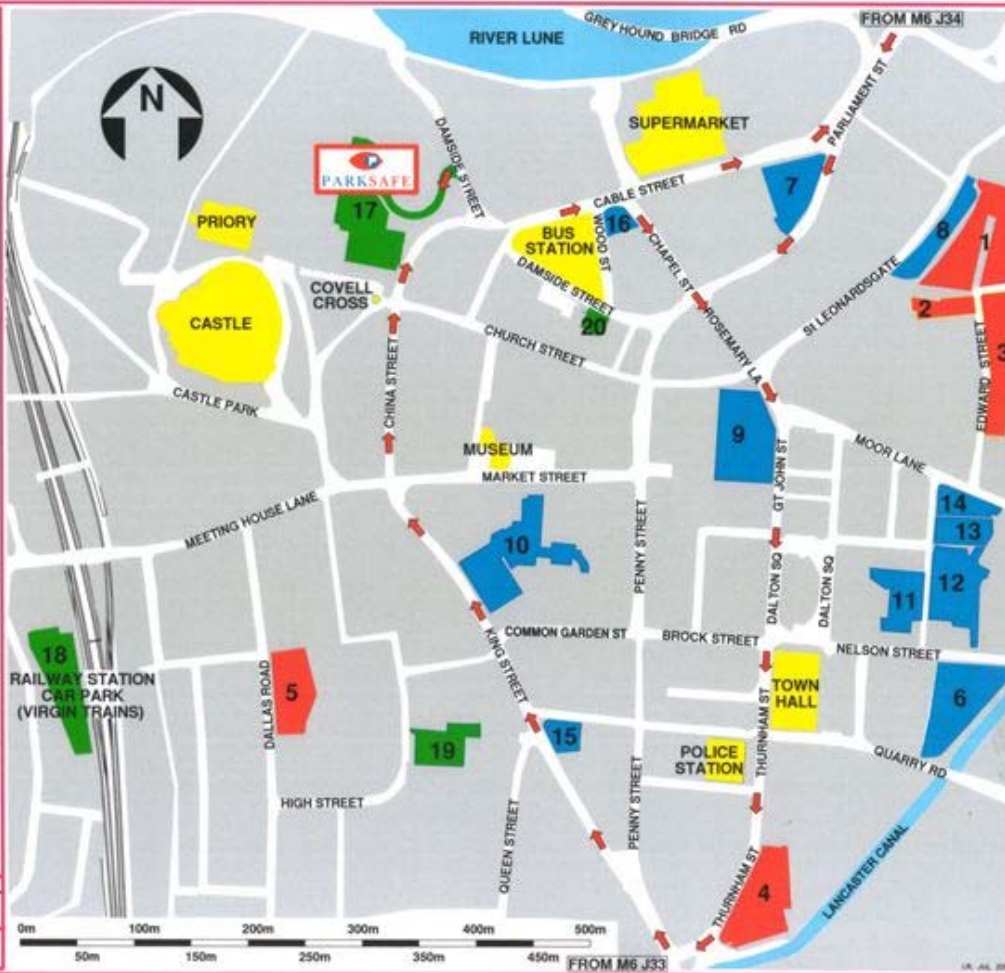 FROM M6 J34
GREYHOUND BRIDGE RD
RIVER LUNE
N
PARLIAMENT ST
SUPERMARKET
DAMSIDE STREET
PARKSAFE
CABLE STREET
7
17
PRIORY
16
WOOD ST
BUS
STATION
CHAPEL ST
8
1
COVELL
CROSS
DAMSIDE STREET
ST LEONARDSGATE
2
CASTLE
20
ROSEMARY LA
CHURCH STREET
EDWARD STREET
3
CHINA STREET
CASTLE PARK
9
MOOR LANE
MUSEUM
MARKET STREET
GT JOHN ST
MEETING HOUSE LANE
14
13
10
PENNY STREET
DALTON SQ
DALTON SQ
12
11
COMMON GARDEN ST
BROCK STREET
NELSON STREET
KING STREET
18
RAILWAY STATION
CAR PARK
(VIRGIN TRAINS)
DALLAS ROAD
5
TOWN
HALL
6
15
19
POLICE
STATION
THURNHAM ST
QUARRY RD
HIGH STREET
PENNY STREET
QUEEN STREET
THURNHAM ST
4
LANCASTER CANAL
0m 100m 200m 300m 400m 500m
50m 150m 250m 350m 450m
FROM M6 J33